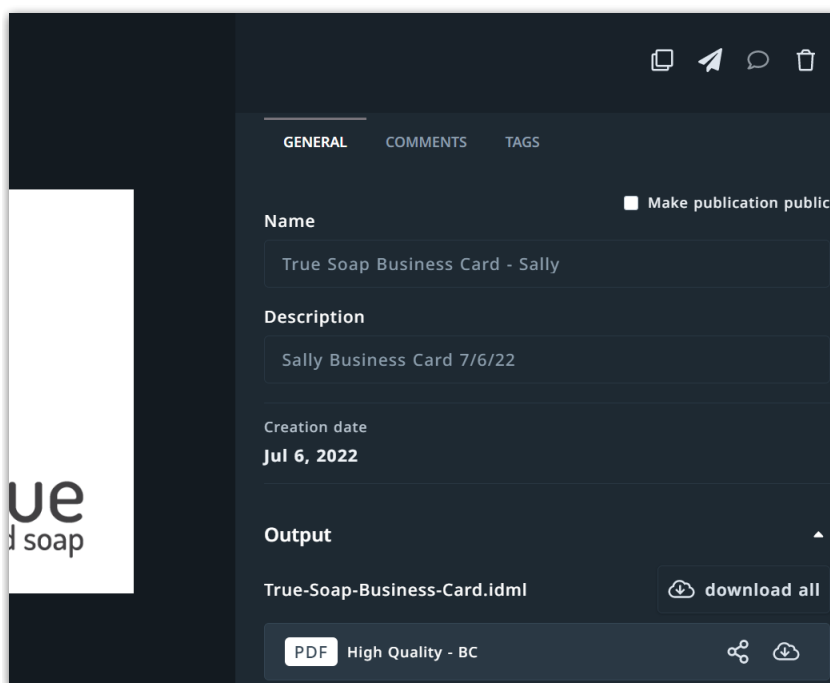 GENERAL COMMENTS TAGS
Make publication public
Name
True Soap Business Card - Sally
Description
Sally Business Card 7/6/22
Creation date
Jul 6, 2022
ue
d soap
Output
True-Soap-Business-Card.idml download all
PDF High Quality - BC